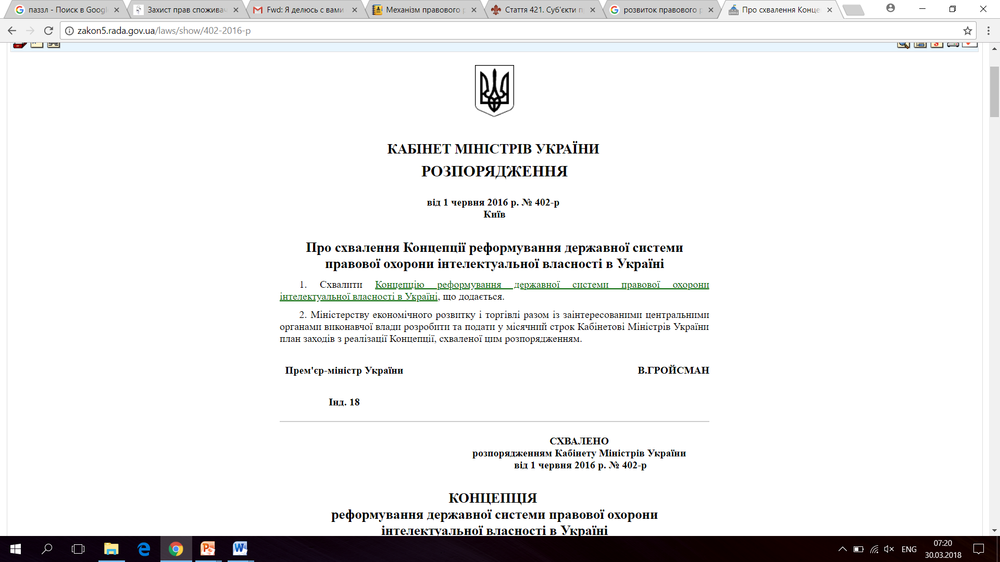 пазл - Поиск в Googl
Захист прав споживач
Fwd: Я делюсь с вами
Механізм правового р
Стаття 421. Суб'єкти п
розвиток правового р
Про схвалення Конце
zakon5.rada.gov.ua/laws/show/402-2016-р
КАБІНЕТ МІНІСТРІВ УКРАЇНИ
РОЗПОРЯДЖЕННЯ
від 1 червня 2016 р. № 402-р
Київ
Про схвалення Концепції реформування державної системи
правової охорони інтелектуальної власності в Україні
1. Схвалити Концепцію реформування державної системи правової охорони
інтелектуальної власності в Україні, що додається.
2. Міністерству економічного розвитку і торгівлі разом із заінтересованими центральними
органами виконавчої влади розробити та подати у місячний строк Кабінетові Міністрів України
план заходів з реалізації Концепції, схваленої цим розпорядженням.
Прем'єр-міністр України В.ГРОЙСМАН
Інд. 18
СХВАЛЕНО
розпорядженням Кабінету Міністрів України
від 1 червня 2016 р. № 402-р
КОНЦЕПЦІЯ
реформування державної системи правової охорони
інтелектуальної власності в Україні
ENG
07:20
30.03.2018